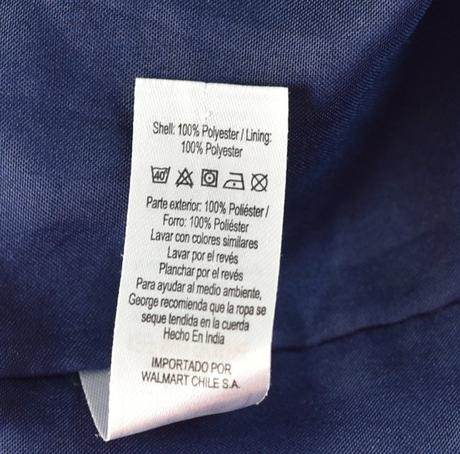 Shell: 100% Polyester / Lining:
100% Polyester
40
Parte exterior: 100% Poliéster /
Forro: 100% Poliéster
Lavar con colores similares
Lavar por el revés
Planchar por el revés
Para ayudar al medio ambiente,
George recomienda que la ropa se
seque tendida en la cuerda
Hecho En India
IMPORTADO POR
WALMART CHILE S.A.